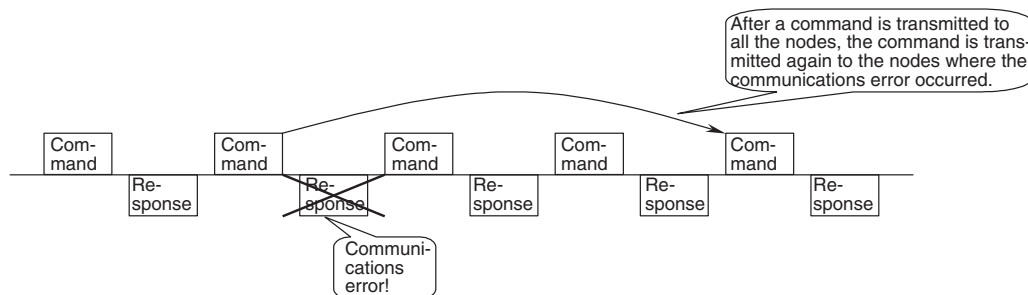 After a command is transmitted to
all the nodes, the command is trans-
mitted again to the nodes where the
communications error occurred.
Com-
mand
Com-
mand
Com-
mand
Com-
mand
Com-
mand
Re-
sponse
Re-
sponse
Re-
sponse
Re-
sponse
Re-
sponse
Communi-
cations
error!